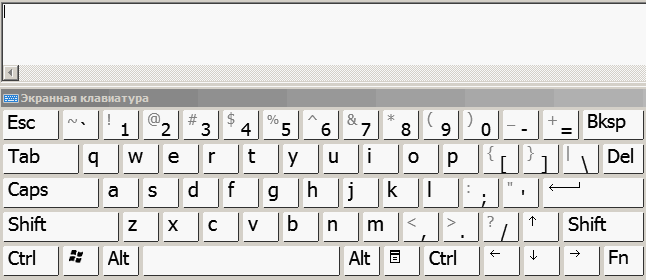 Экранная клавиатура
Esc ~ ` ! 1 @ 2 # 3 $ 4 % 5 ^ 6 & 7 * 8 ( 9 ) 0 _ - + = Bksp
Tab q w e r t y u i o p { [ } ] | \ Del
Caps a s d f g h j k l : ; " '
Shift z x c v b n m < , > . ? / ↑ Shift
Ctrl Alt Alt Ctrl ← ↓ → Fn